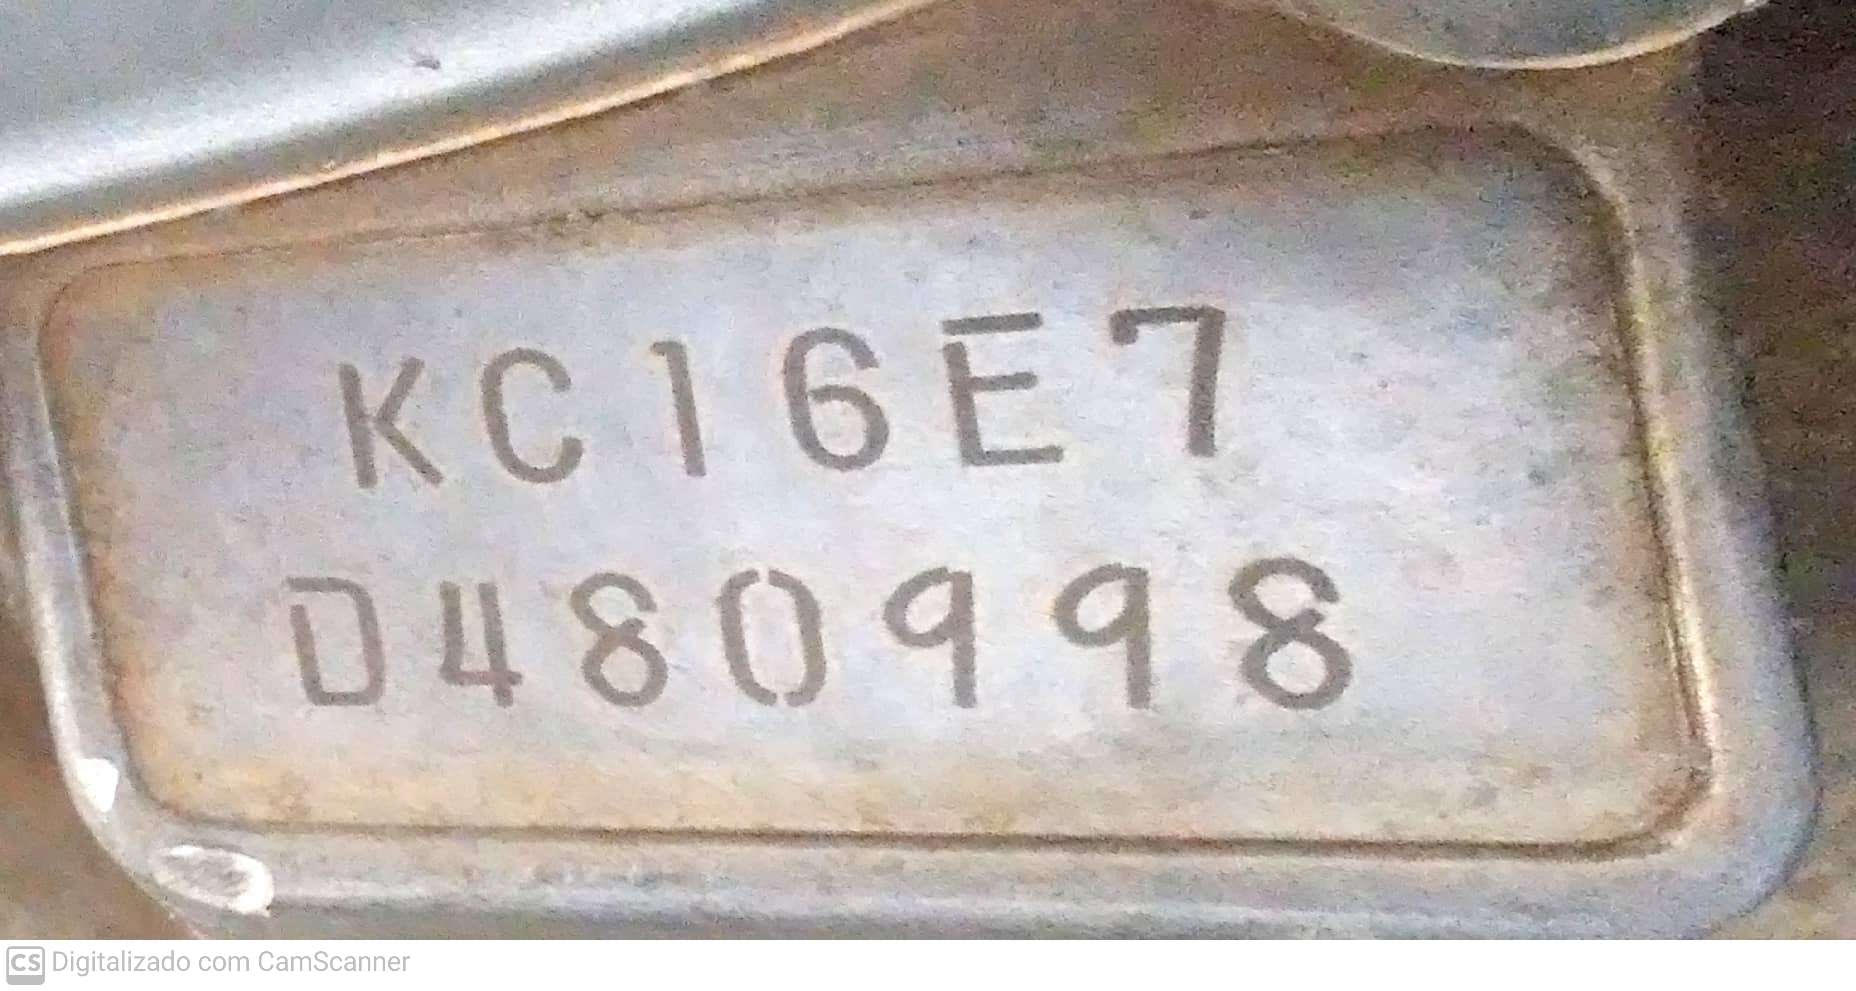 KC16E7
D480998
CS Digitalizado com CamScanner